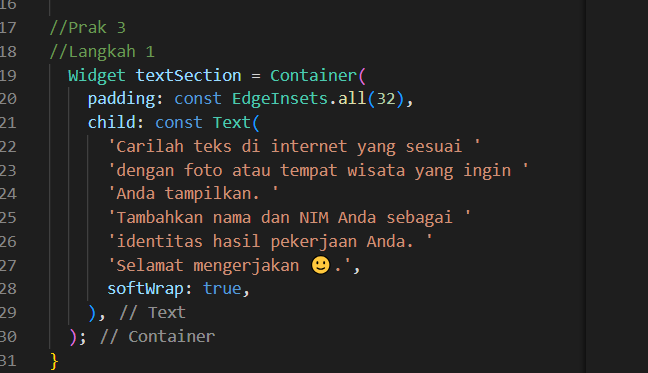 16
17 //Prak 3
18 //Langkah 1
19 Widget textSection = Container(
20 padding: const EdgeInsets.all(32),
21 child: const Text(
22 'Carilah teks di internet yang sesuai '
23 'dengan foto atau tempat wisata yang ingin '
24 'Anda tampilkan. '
25 'Tambahkan nama dan NIM Anda sebagai '
26 'identitas hasil pekerjaan Anda. '
27 'Selamat mengerjakan 🙂.',
28 softWrap: true,
29 ), // Text
30 ); // Container
31 }